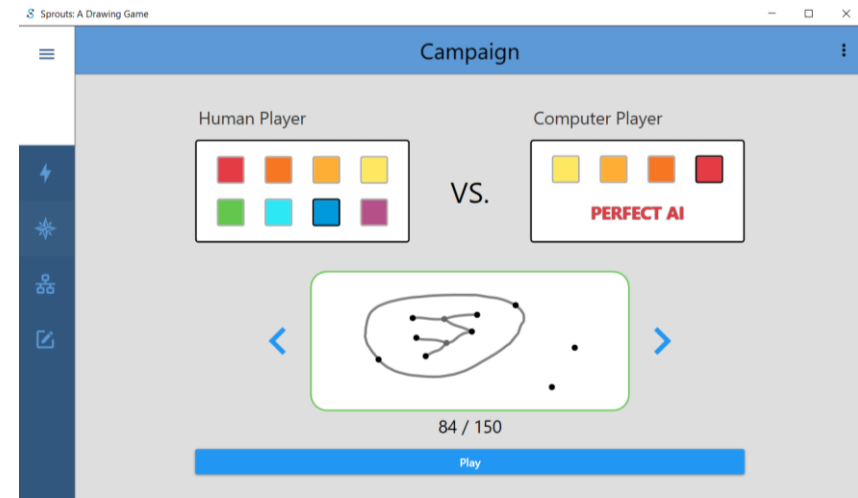 Sprouts: A Drawing Game
Campaign
Human Player
Computer Player
VS.
PERFECT AI
84 / 150
Play